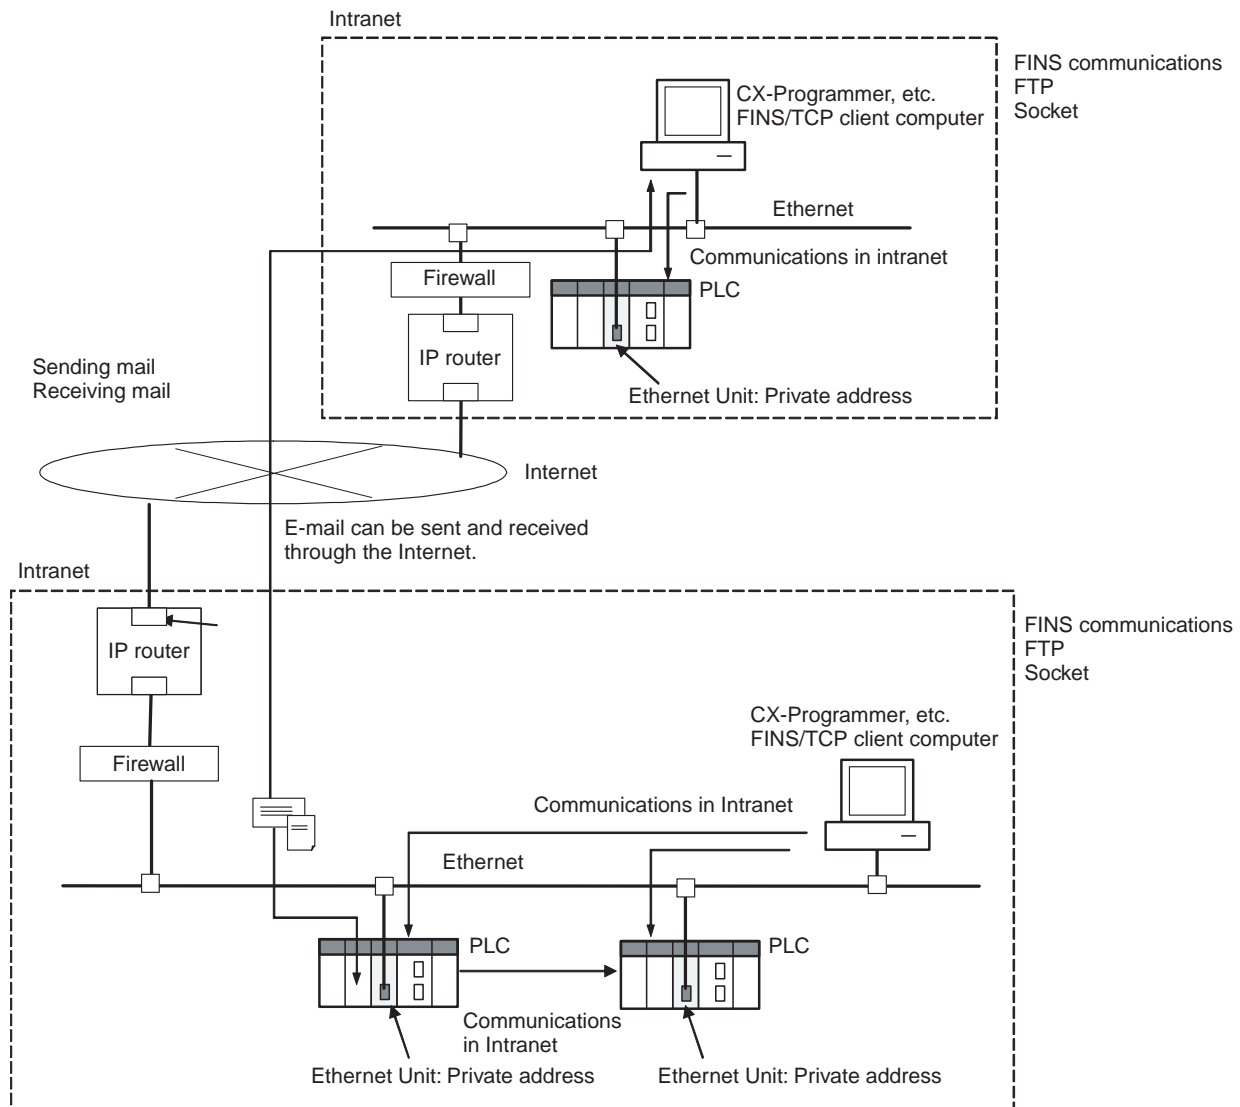 Intranet
FINS communications
FTP
Socket
CX-Programmer, etc.
FINS/TCP client computer
Ethernet
Communications in intranet
Firewall
PLC
IP router
Ethernet Unit: Private address
Sending mail
Receiving mail
Internet
E-mail can be sent and received
through the Internet.
Intranet
IP router
FINS communications
FTP
Socket
CX-Programmer, etc.
FINS/TCP client computer
Firewall
Communications in Intranet
Ethernet
PLC
PLC
Communications
in Intranet
Ethernet Unit: Private address
Ethernet Unit: Private address